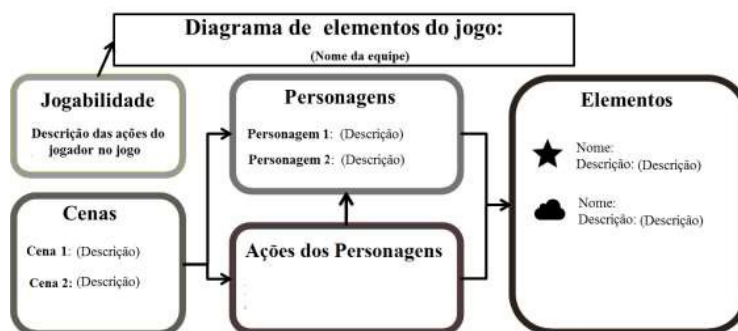 Diagrama de elementos do jogo:
(Nome da equipe)
Jogabilidade
Descrição das ações do
jogador no jogo
Personagens
Personagem 1: (Descrição)
Personagem 2: (Descrição)
Elementos
Nome:
Descrição: (Descrição)
Nome:
Descrição: (Descrição)
Cenas
Cena 1: (Descrição)
Cena 2: (Descrição)
Ações dos Personagens